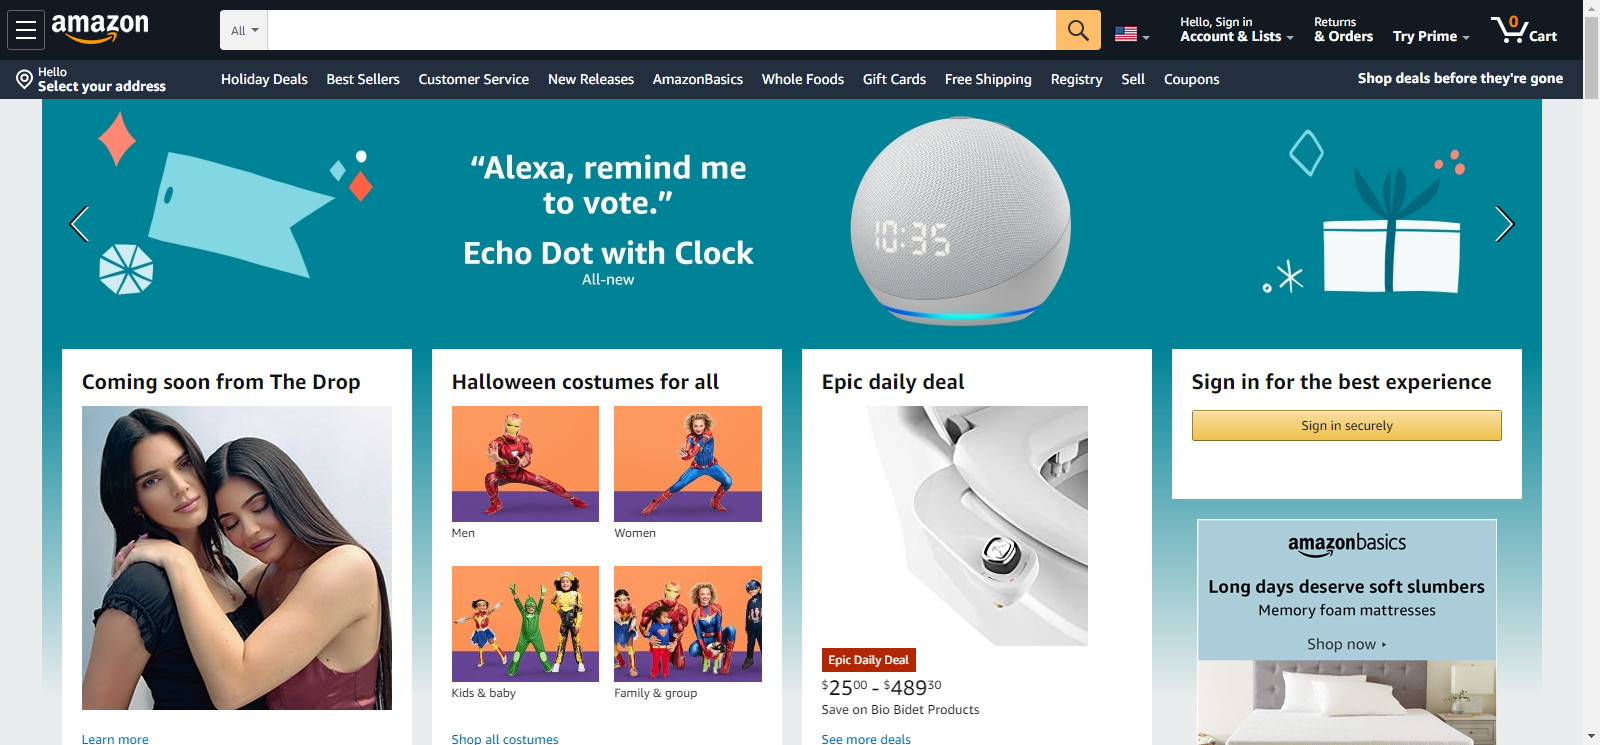 amazon
All
Hello, Sign in
Account & Lists
Returns
& Orders
Try Prime
0
Cart
Hello
Select your address
Holiday Deals
Best Sellers
Customer Service
New Releases
AmazonBasics
Whole Foods
Gift Cards
Free Shipping
Registry
Sell
Coupons
Shop deals before they're gone
“Alexa, remind me
to vote.”
Echo Dot with Clock
All-new
10:35
Coming soon from The Drop
Learn more
Halloween costumes for all
Men
Women
Kids & baby
Family & group
Shop all costumes
Epic daily deal
Epic Daily Deal
$2500 - $48930
Save on Bio Bidet Products
See more deals
Sign in for the best experience
Sign in securely
amazonbasics
Long days deserve soft slumbers
Memory foam mattresses
Shop now